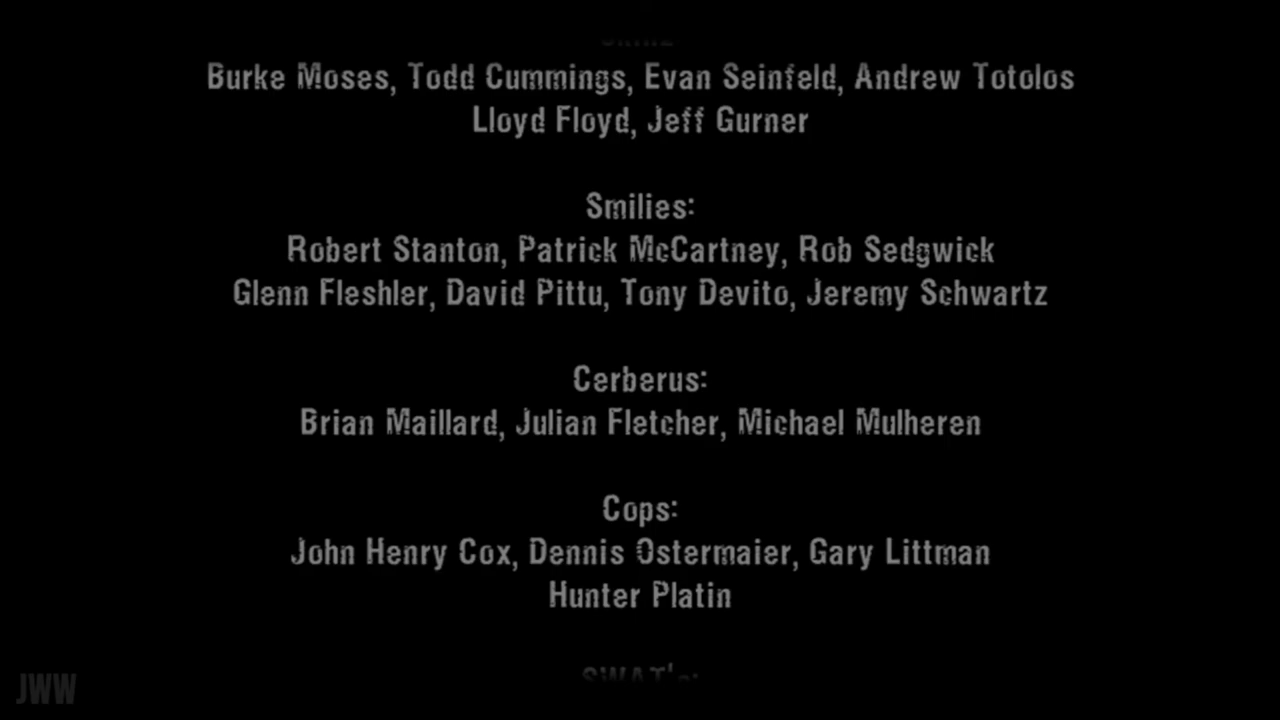 Burke Moses, Todd Cummings, Evan Seinfeld, Andrew Totolos
Lloyd Floyd, Jeff Gurner
Smilies:
Robert Stanton, Patrick McCartney, Rob Sedgwick
Glenn Fleshler, David Pittu, Tony Devito, Jeremy Schwartz
Cerberus:
Brian Maillard, Julian Fletcher, Michael Mulheren
Cops:
John Henry Cox, Dennis Ostermaier, Gary Littman
Hunter Platin
SWAT's:
JWW